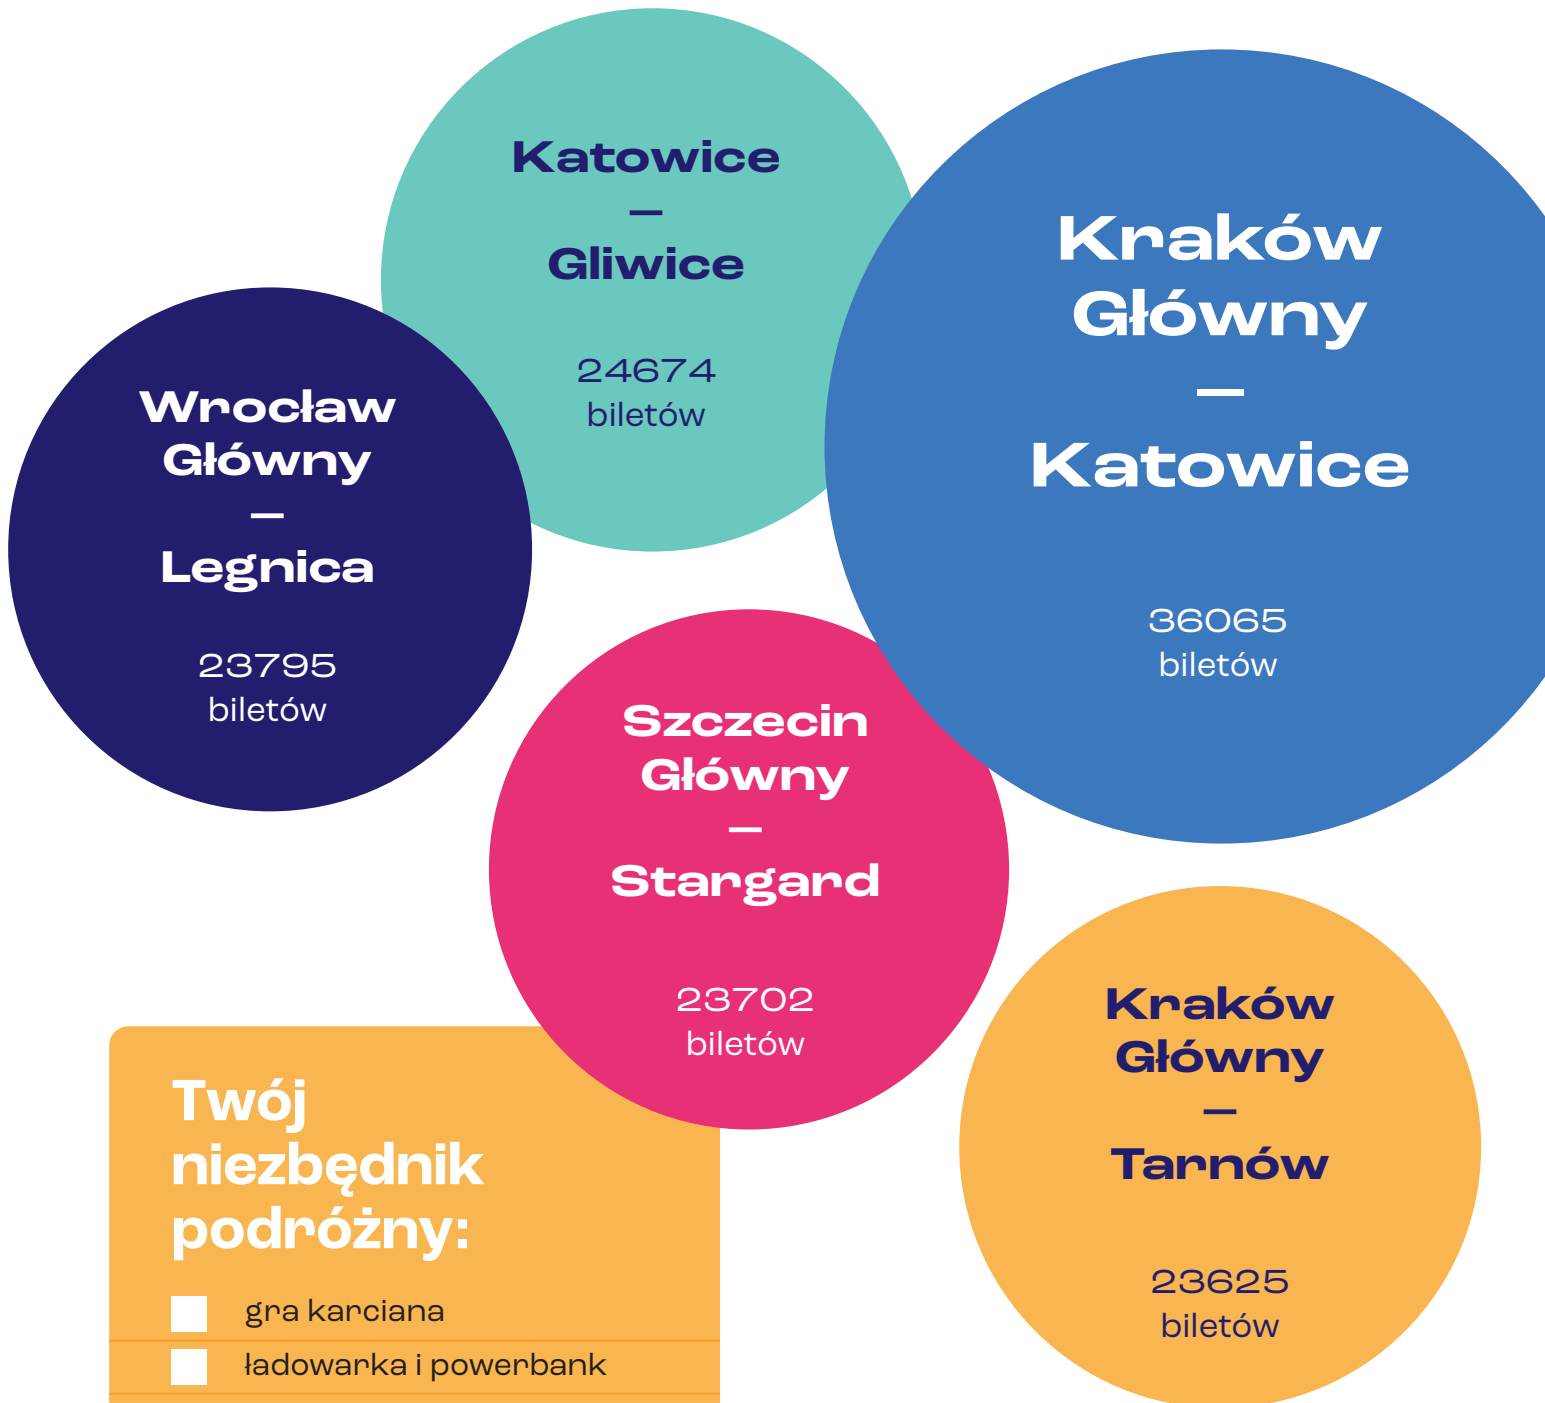 Katowice
—
Gliwice
24674
biletów
Kraków
Główny
—
Katowice
36065
biletów
Wrocław
Główny
—
Legnica
23795
biletów
Szczecin
Główny
—
Stargard
23702
biletów
Kraków
Główny
—
Tarnów
23625
biletów
Twój
niezbędnik
podróżny:
gra karciana
ładowarka i powerbank